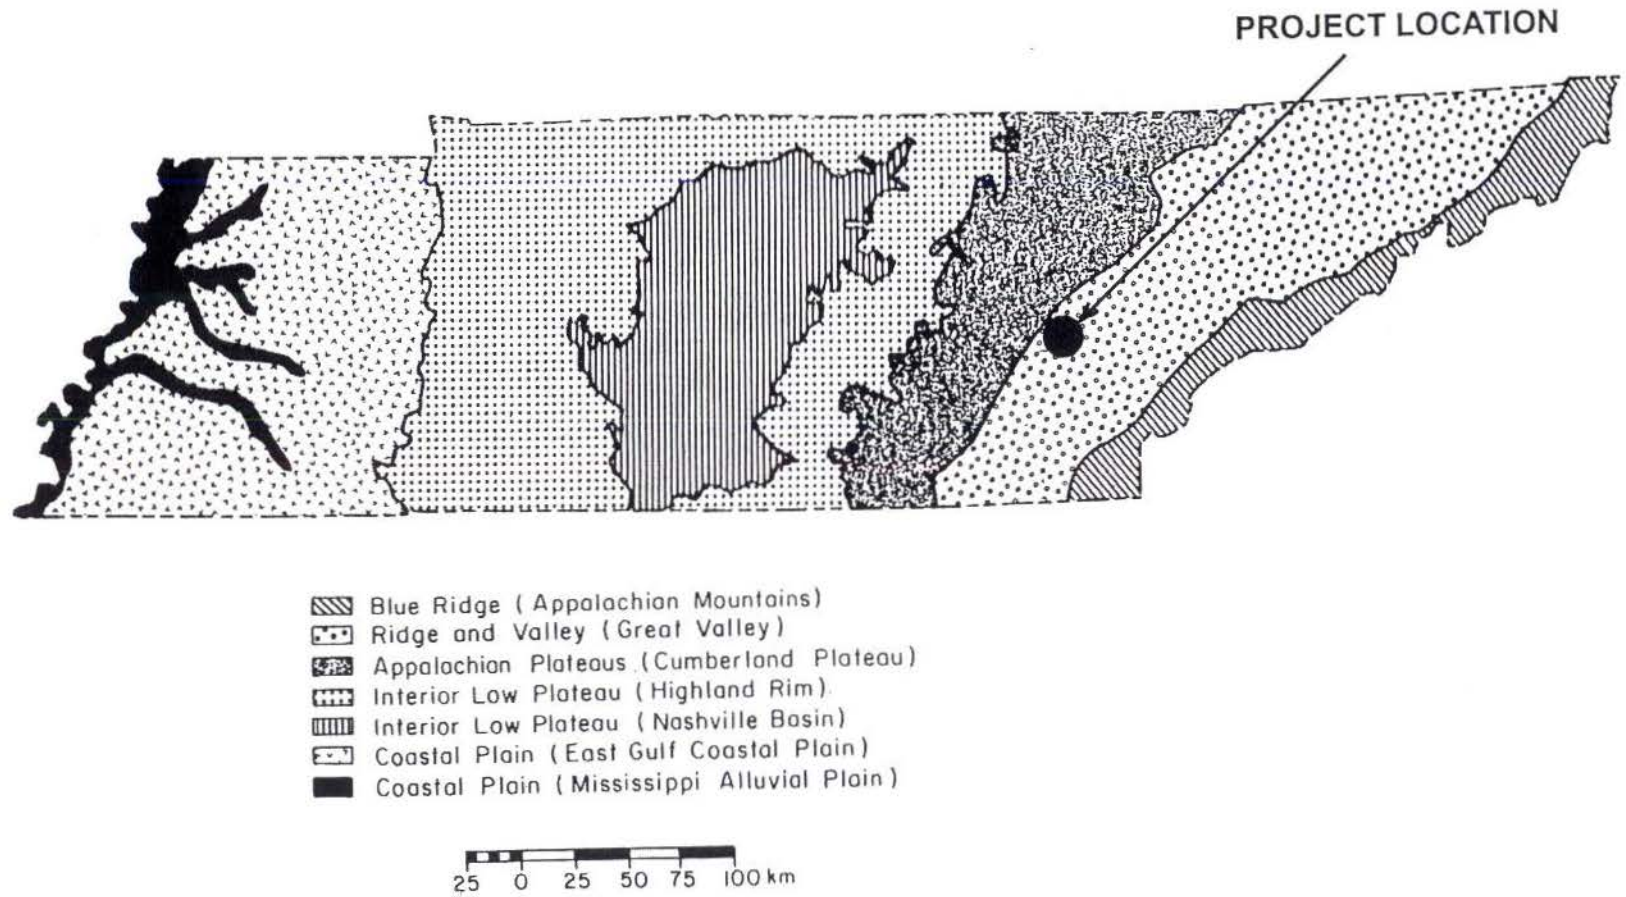 PROJECT LOCATION
Blue Ridge (Appalachian Mountains)
Ridge and Valley (Great Valley)
Appalachian Plateaus (Cumberland Plateau)
Interior Low Plateau (Highland Rim)
Interior Low Plateau (Nashville Basin)
Coastal Plain (East Gulf Coastal Plain)
Coastal Plain (Mississippi Alluvial Plain)
25 0 25 50 75 100 km